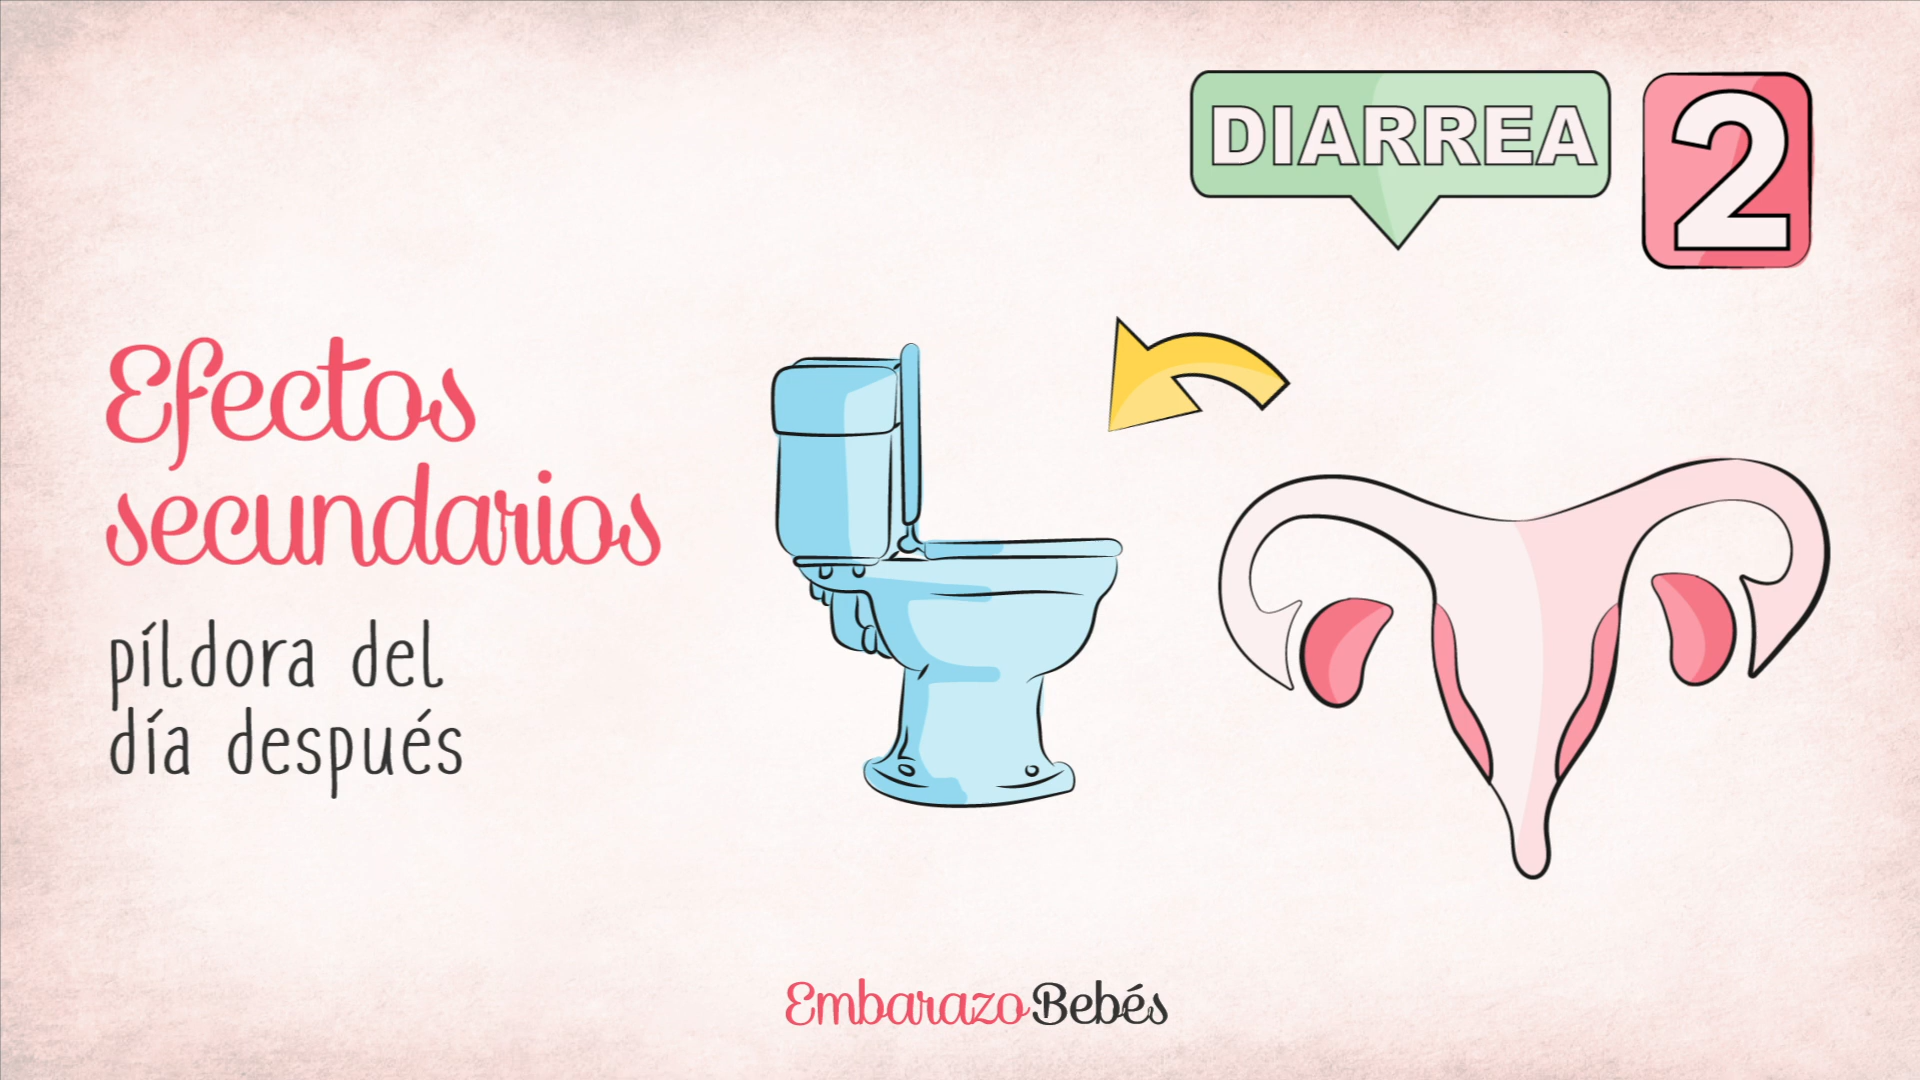 DIARREA 2
Efectos
secundarios
píldora del
día después
EmbarazoBebés